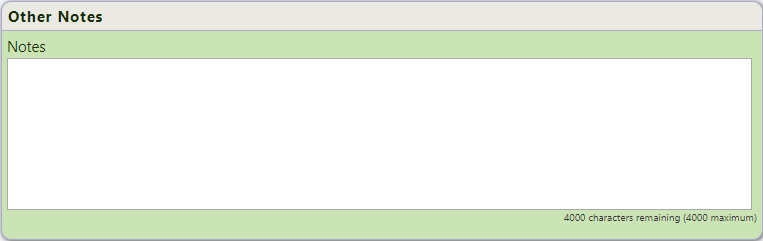 Other Notes
Notes
4000 characters remaining (4000 maximum)